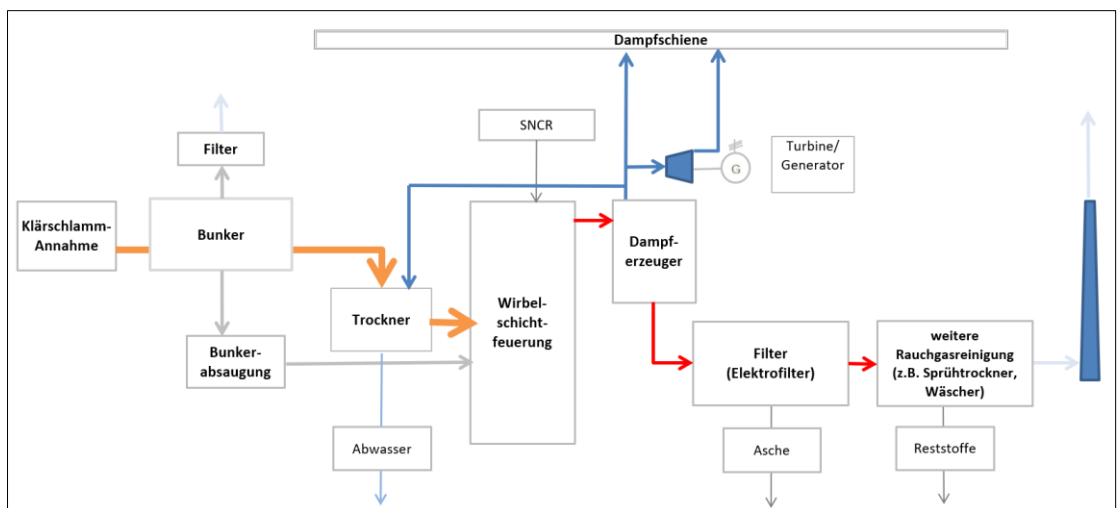 Dampfschiene
SNCR
Filter
Turbine/
Generator
G
Klärschlamm-
Annahme
Bunker
Dampf-
erzeuger
Trockner
Wirbel-
schicht-
feuerung
Bunker-
absaugung
Filter
(Elektrofilter)
weitere
Rauchgasreinigung
(z.B. Sprühtrockner,
Wäscher)
Abwasser
Asche
Reststoffe